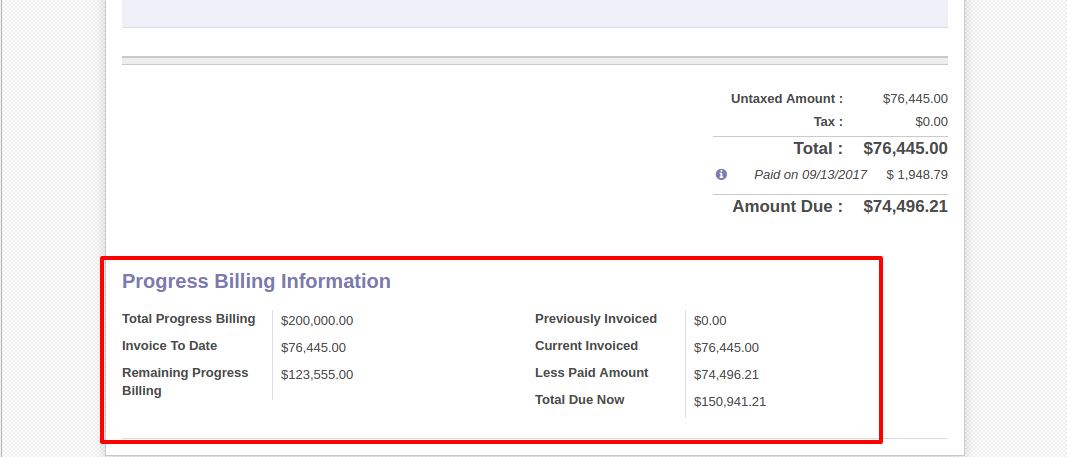 Untaxed Amount : $76,445.00
Tax : $0.00
Total : $76,445.00
Paid on 09/13/2017 $ 1,948.79
Amount Due : $74,496.21
Progress Billing Information
Total Progress Billing $200,000.00
Invoice To Date $76,445.00
Remaining Progress Billing $123,555.00
Previously Invoiced $0.00
Current Invoiced $76,445.00
Less Paid Amount $74,496.21
Total Due Now $150,941.21